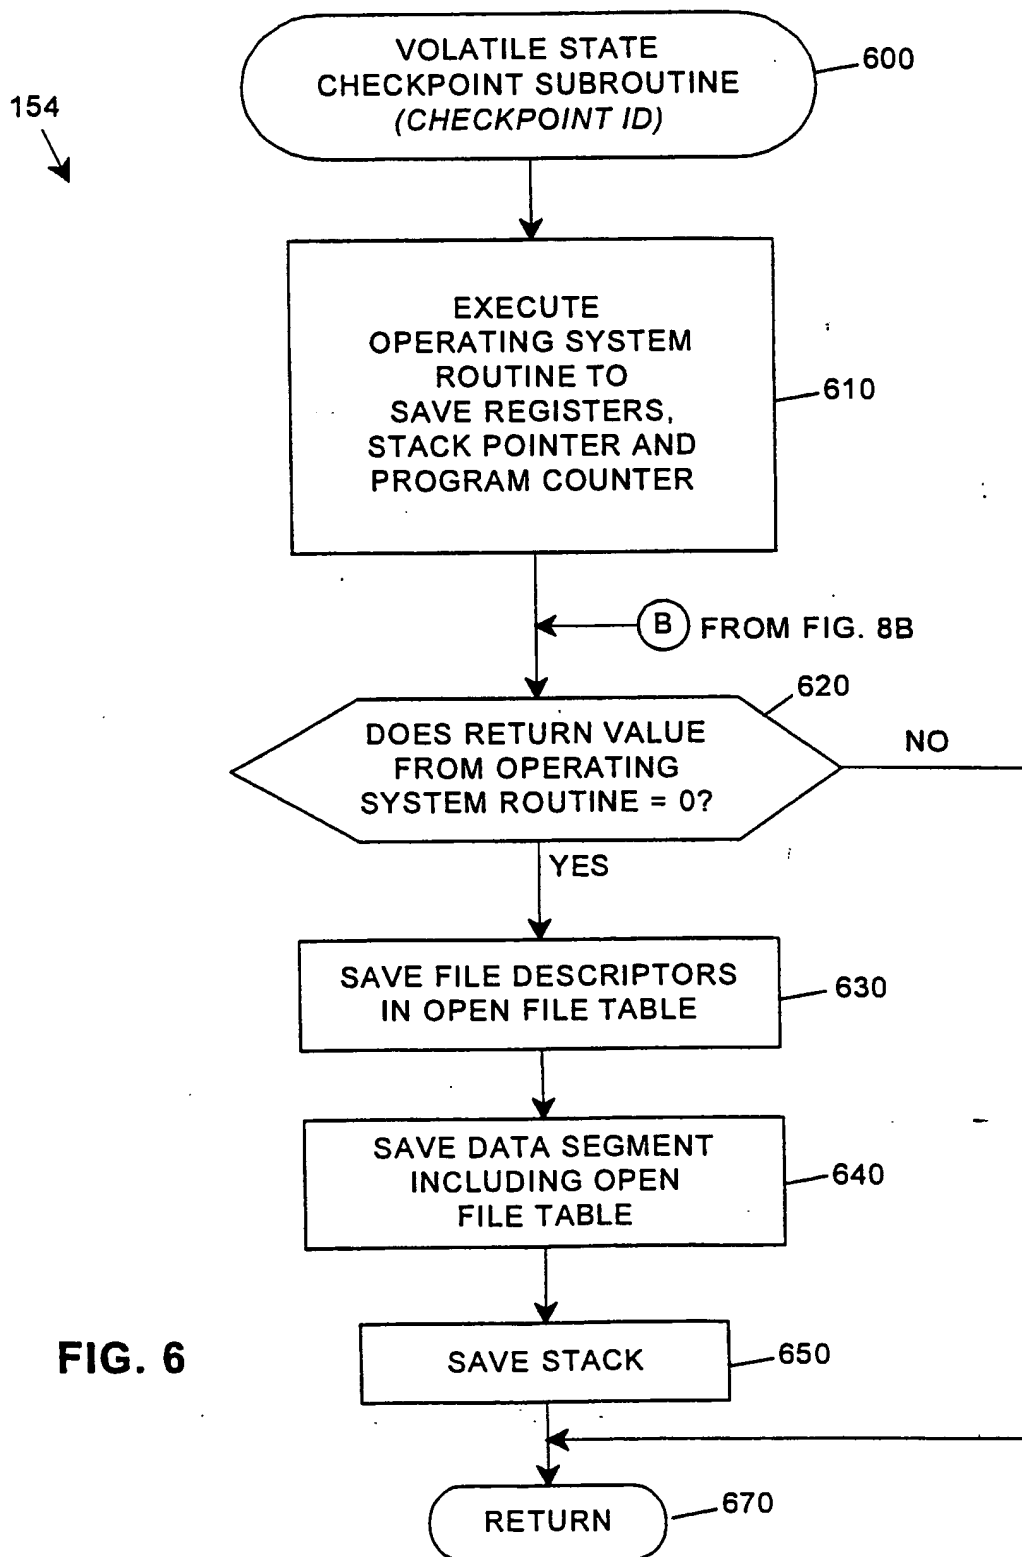 VOLATILE STATE
CHECKPOINT SUBROUTINE
(CHECKPOINT ID)
600
154
EXECUTE
OPERATING SYSTEM
ROUTINE TO
SAVE REGISTERS,
STACK POINTER AND
PROGRAM COUNTER
610
B FROM FIG. 8B
620
DOES RETURN VALUE
FROM OPERATING
SYSTEM ROUTINE = 0?
NO
YES
SAVE FILE DESCRIPTORS
IN OPEN FILE TABLE
630
SAVE DATA SEGMENT
INCLUDING OPEN
FILE TABLE
640
FIG. 6
SAVE STACK
650
RETURN
670